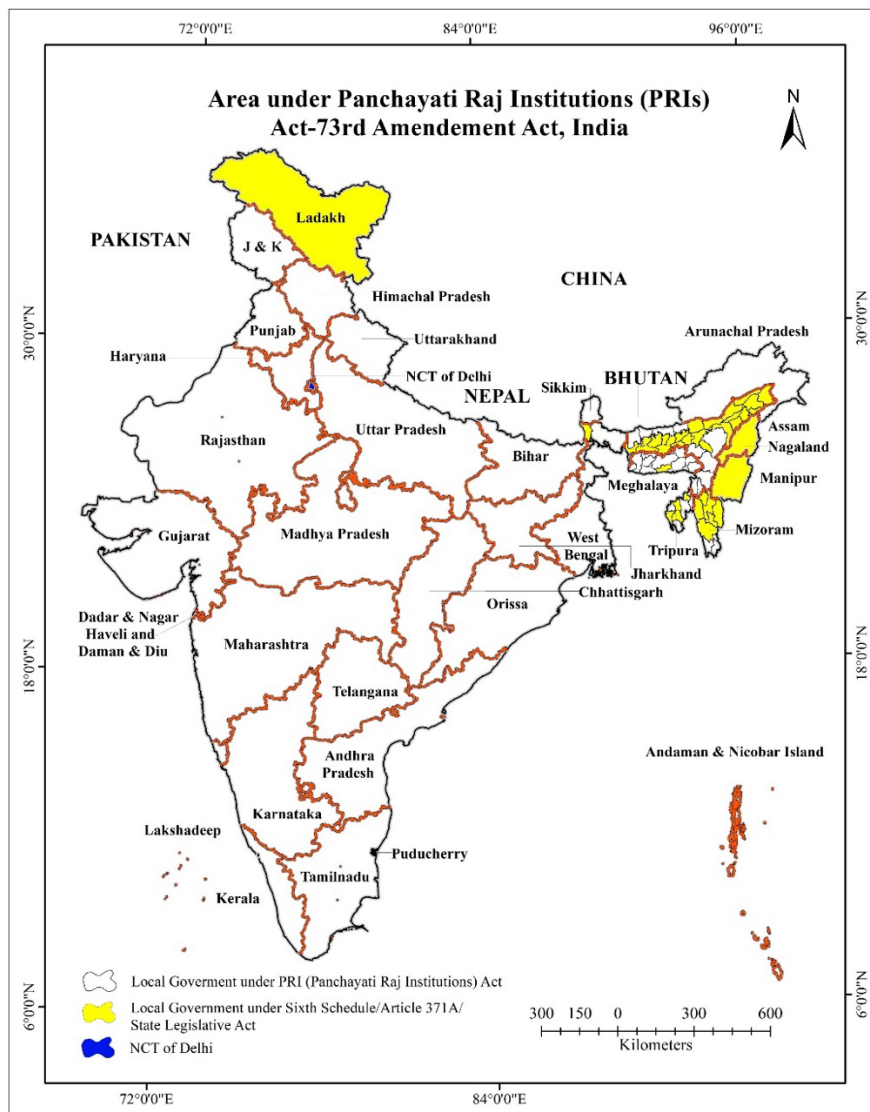 72°0'0"E
84°0'0"E
96°0'0"E
Area under Panchayati Raj Institutions (PRIs)
Act-73rd Amendement Act, India
N
Ladakh
PAKISTAN
J & K
CHINA
Himachal Pradesh
Punjab
Uttarakhand
Arunachal Pradesh
30°0'0"N
30°0'0"N
Haryana
NCT of Delhi
Sikkim
BHUTAN
NEPAL
Rajasthan
Uttar Pradesh
Assam
Bihar
Nagaland
Meghalaya
Manipur
Gujarat
Madhya Pradesh
West
Bengal
Mizoram
Tripura
Jharkhand
Chhattisgarh
Orissa
Dadar & Nagar
Haveli and
Daman & Diu
Maharashtra
18°0'0"N
18°0'0"N
Telangana
Andhra
Pradesh
Andaman & Nicobar Island
Karnataka
Lakshadeep
Puducherry
Tamilnadu
Kerala
Local Goverment under PRI (Panchayati Raj Institutions) Act
Local Government under Sixth Schedule/Article 371A/
State Legislative Act
NCT of Delhi
300 150 0 300 600
Kilometers
6°0'0"N
6°0'0"N
72°0'0"E
84°0'0"E